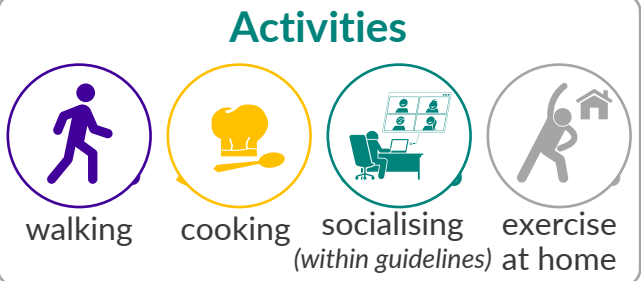 Activities
walking
cooking
socialising
(within guidelines)
exercise
at home